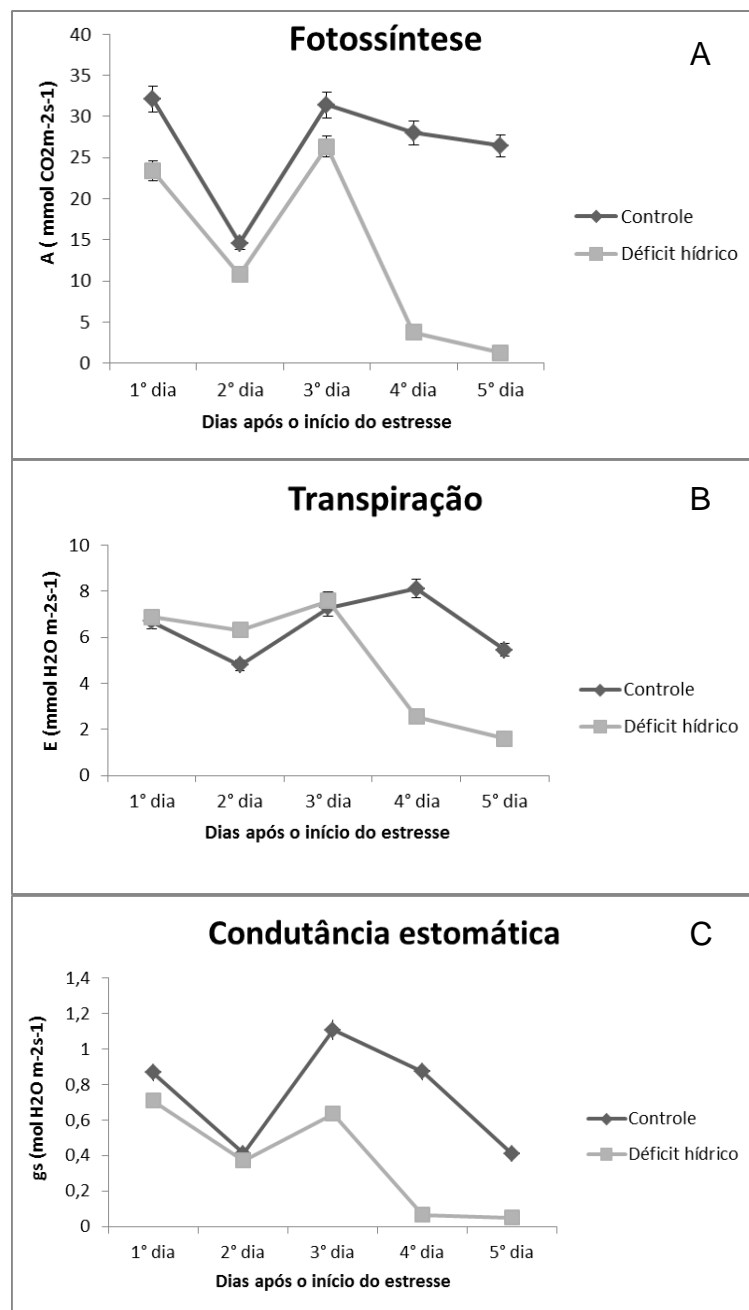 Fotossíntese
A
40
35
30
25
20
15
10
5
0
A ( mmol CO2m-2s-1)
1° dia 2° dia 3° dia 4° dia 5° dia
Dias após o início do estresse
Controle
Déficit hídrico
Transpiração
B
10
8
6
4
2
0
E (mmol H2O m-2s-1)
1° dia 2° dia 3° dia 4° dia 5° dia
Dias após o início do estresse
Controle
Déficit hídrico
Condutância estomática
C
1,4
1,2
1
0,8
0,6
0,4
0,2
0
gs (mol H2O m-2s-1)
1° dia 2° dia 3° dia 4° dia 5° dia
Dias após o início do estresse
Controle
Déficit hídrico